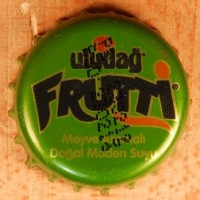 uludağ
FRUTTİ
Meyve Aromalı
Doğal Maden Suyu